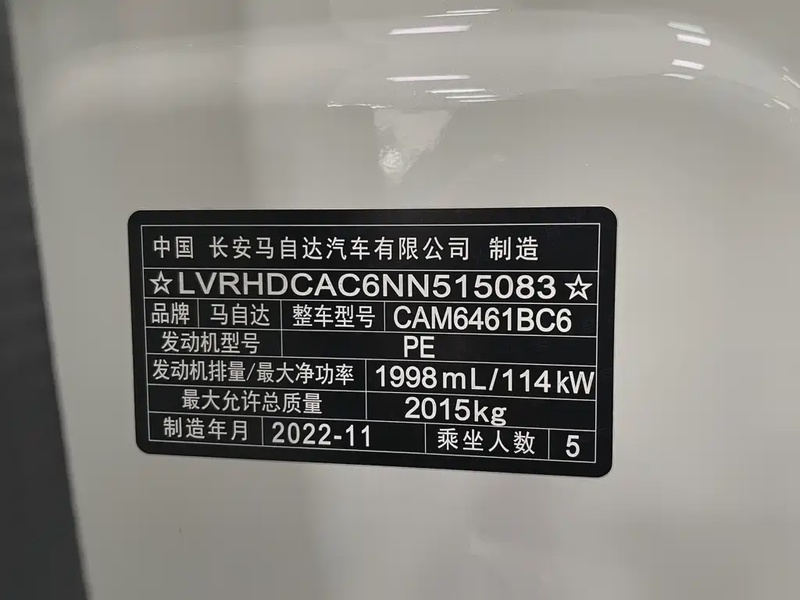 中国 长安马自达汽车有限公司 制造
☆LVRHDCAC6NN515083☆
品牌 马自达 整车型号 CAM6461BC6
发动机型号 PE
发动机排量/最大净功率 1998mL/114kW
最大允许总质量 2015kg
制造年月 2022-11 乘坐人数 5